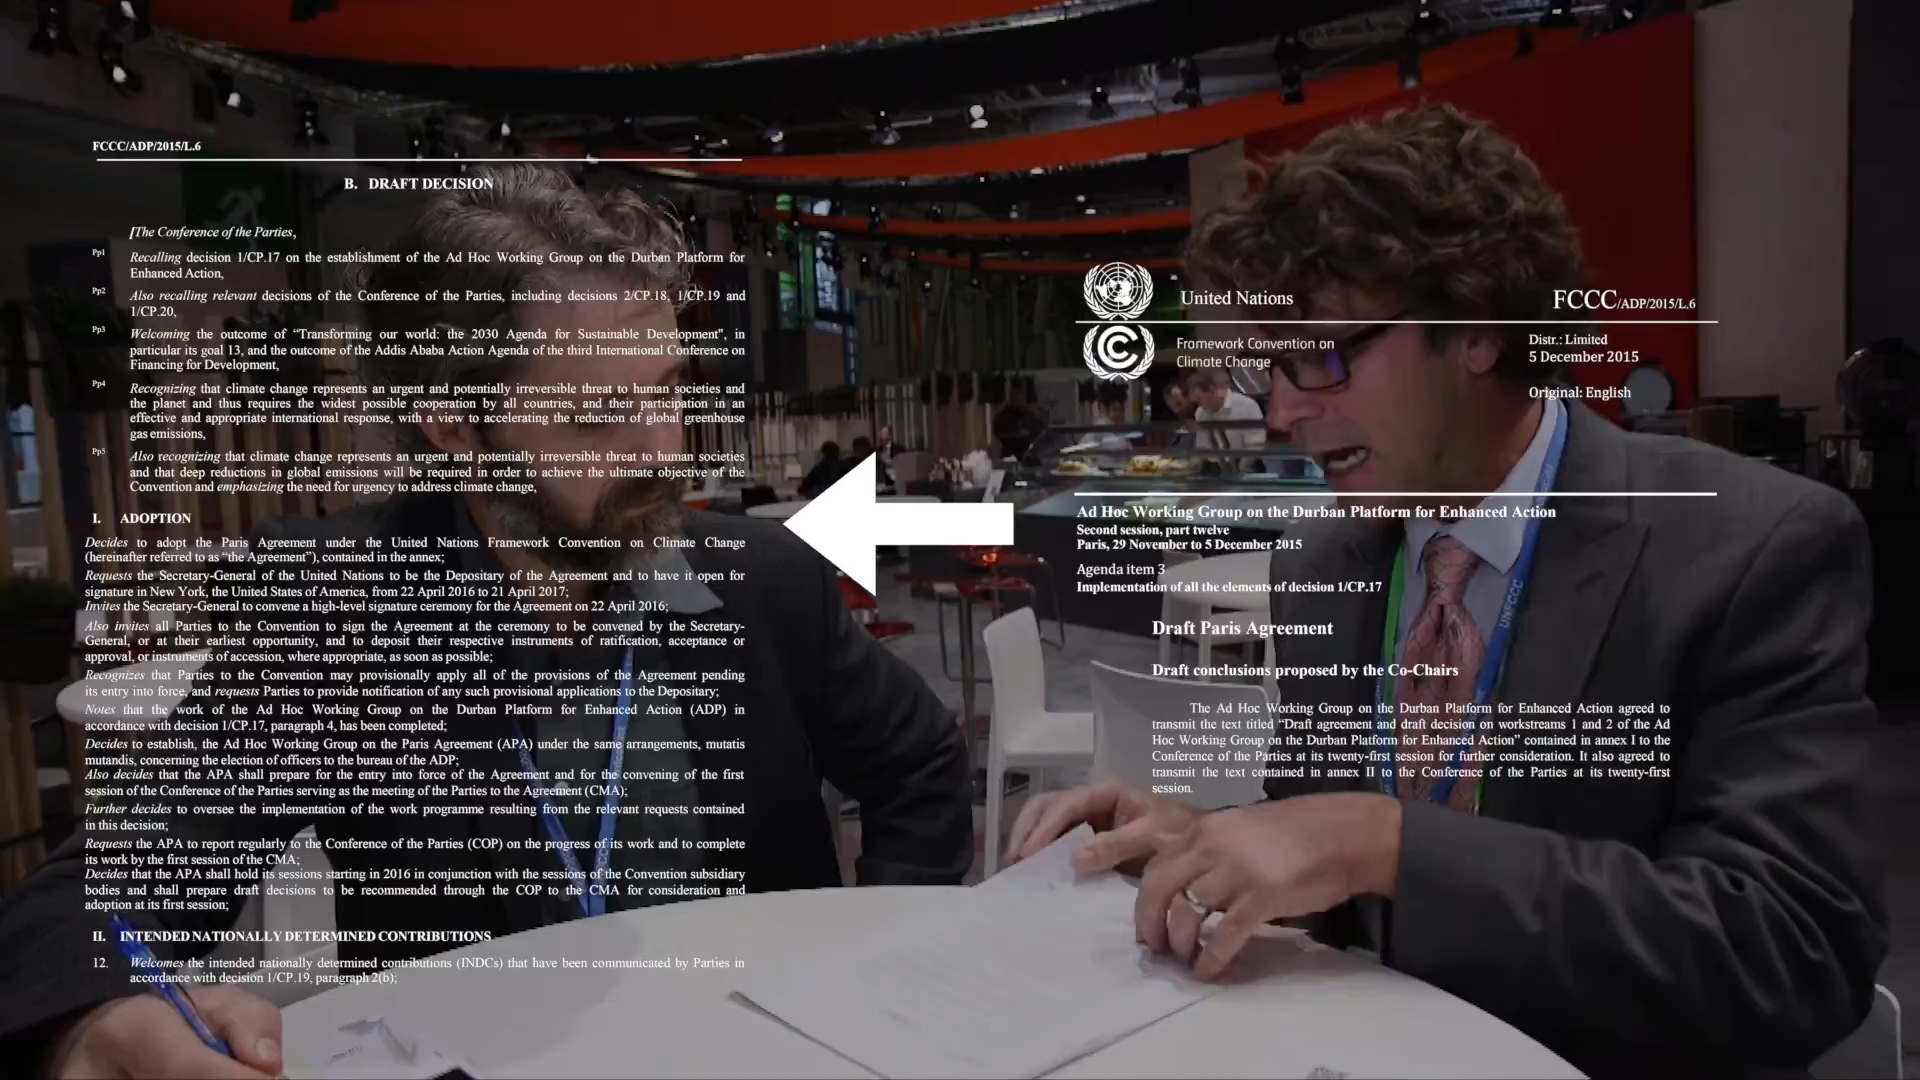 FCCC/ADP/2015/L.6
B. DRAFT DECISION
[The Conference of the Parties,
Pp1 Recalling decision 1/CP.17 on the establishment of the Ad Hoc Working Group on the Durban Platform for
Enhanced Action,
Pp2 Also recalling relevant decisions of the Conference of the Parties, including decisions 2/CP.18, 1/CP.19 and
1/CP.20,
Pp3 Welcoming the outcome of “Transforming our world: the 2030 Agenda for Sustainable Development", in
particular its goal 13, and the outcome of the Addis Ababa Action Agenda of the third International Conference on
Financing for Development,
Pp4 Recognizing that climate change represents an urgent and potentially irreversible threat to human societies and
the planet and thus requires the widest possible cooperation by all countries, and their participation in an
effective and appropriate international response, with a view to accelerating the reduction of global greenhouse
gas emissions,
Pp5 Also recognizing that climate change represents an urgent and potentially irreversible threat to human societies
and that deep reductions in global emissions will be required in order to achieve the ultimate objective of the
Convention and emphasizing the need for urgency to address climate change,
I. ADOPTION
Decides to adopt the Paris Agreement under the United Nations Framework Convention on Climate Change
(hereinafter referred to as “the Agreement”), contained in the annex;
Requests the Secretary-General of the United Nations to be the Depositary of the Agreement and to have it open for
signature in New York, the United States of America, from 22 April 2016 to 21 April 2017;
Invites the Secretary-General to convene a high-level signature ceremony for the Agreement on 22 April 2016;
Also invites all Parties to the Convention to sign the Agreement at the ceremony to be convened by the Secretary-
General, or at their earliest opportunity, and to deposit their respective instruments of ratification, acceptance or
approval, or instruments of accession, where appropriate, as soon as possible;
Recognizes that Parties to the Convention may provisionally apply all of the provisions of the Agreement pending
its entry into force, and requests Parties to provide notification of any such provisional applications to the Depositary;
Notes that the work of the Ad Hoc Working Group on the Durban Platform for Enhanced Action (ADP) in
accordance with decision 1/CP.17, paragraph 4, has been completed;
Decides to establish, the Ad Hoc Working Group on the Paris Agreement (APA) under the same arrangements, mutatis
mutandis, concerning the election of officers to the bureau of the ADP;
Also decides that the APA shall prepare for the entry into force of the Agreement and for the convening of the first
session of the Conference of the Parties serving as the meeting of the Parties to the Agreement (CMA);
Further decides to oversee the implementation of the work programme resulting from the relevant requests contained
in this decision;
Requests the APA to report regularly to the Conference of the Parties (COP) on the progress of its work and to complete
its work by the first session of the CMA;
Decides that the APA shall hold its sessions starting in 2016 in conjunction with the sessions of the Convention subsidiary
bodies and shall prepare draft decisions to be recommended through the COP to the CMA for consideration and
adoption at its first session;
II. INTENDED NATIONALLY DETERMINED CONTRIBUTIONS
12. Welcomes the intended nationally determined contributions (INDCs) that have been communicated by Parties in
accordance with decision 1/CP.19, paragraph 2(b);
United Nations
FCCC/ADP/2015/L.6
Framework Convention on
Climate Change
Distr.: Limited
5 December 2015
Original: English
Ad Hoc Working Group on the Durban Platform for Enhanced Action
Second session, part twelve
Paris, 29 November to 5 December 2015
Agenda item 3
Implementation of all the elements of decision 1/CP.17
Draft Paris Agreement
Draft conclusions proposed by the Co-Chairs
The Ad Hoc Working Group on the Durban Platform for Enhanced Action agreed to
transmit the text titled “Draft agreement and draft decision on workstreams 1 and 2 of the Ad
Hoc Working Group on the Durban Platform for Enhanced Action” contained in annex I to the
Conference of the Parties at its twenty-first session for further consideration. It also agreed to
transmit the text contained in annex II to the Conference of the Parties at its twenty-first
session.
UNFCCC